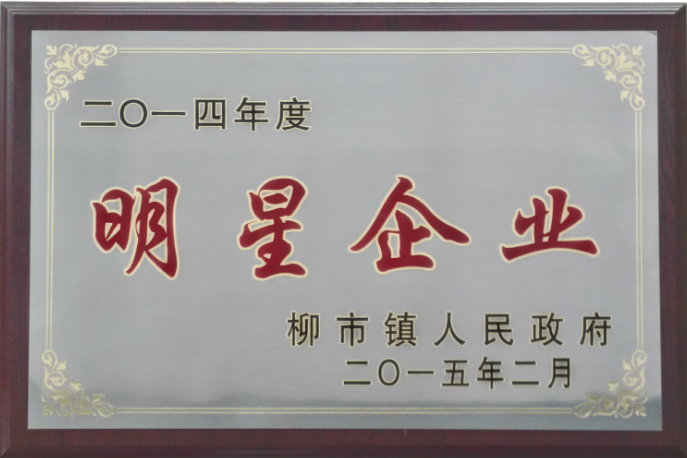 二〇一四年度
明星企业
柳市镇人民政府
二〇一五年二月